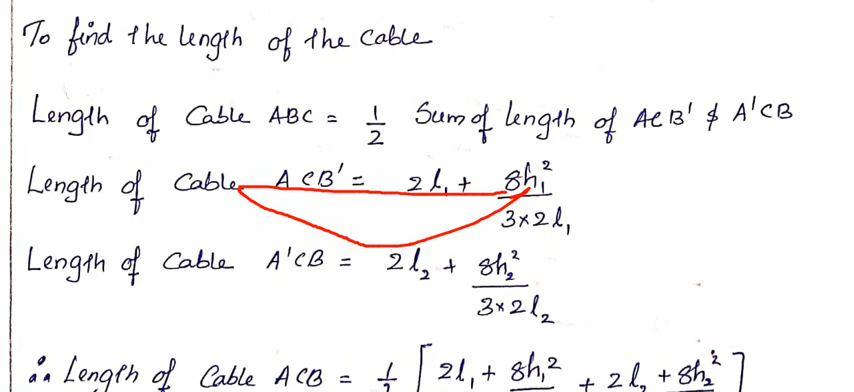 To find the length of the cable
Length of Cable ABC = 1/2 Sum of length of ACB' & A'CB
Length of Cable ACB' = 2l₁ + 8h₁²/3×2l₁
Length of Cable A'CB = 2l₂ + 8h₂²/3×2l₂
∴ Length of Cable ACB = 1/2 [2l₁ + 8h₁² + 2l₂ + 8h₂²]